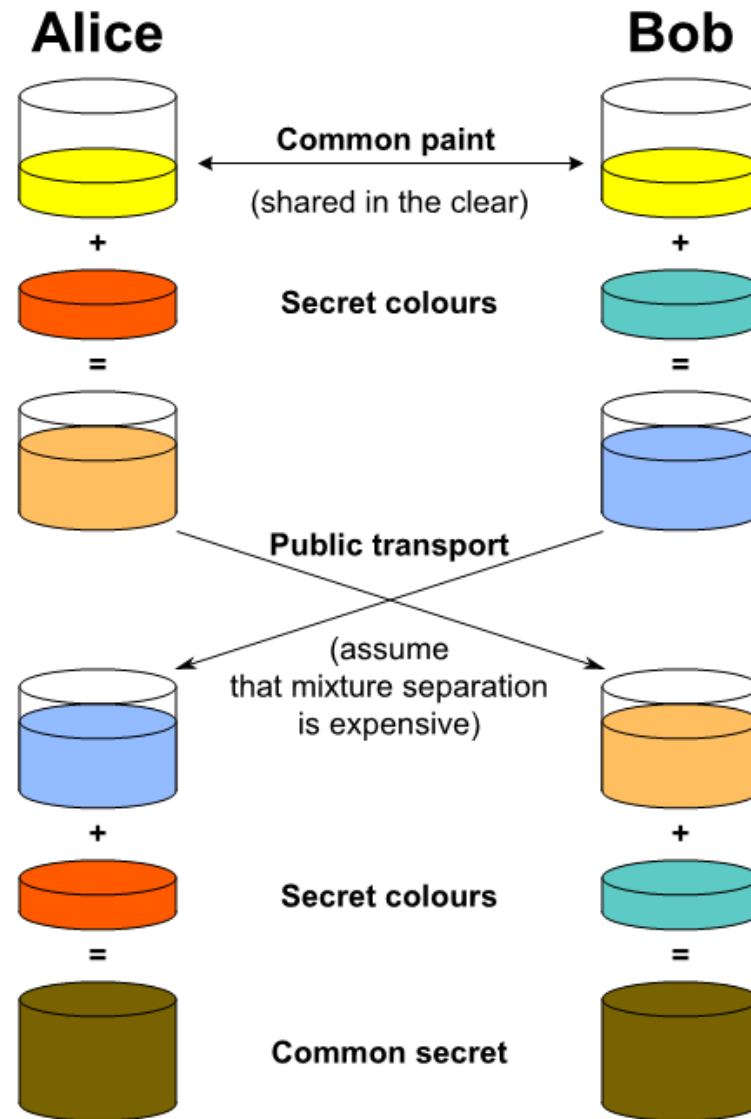 Alice
Bob
Common paint
(shared in the clear)
+
+
Secret colours
=
=
Public transport
(assume
that mixture separation
is expensive)
+
+
Secret colours
=
=
Common secret